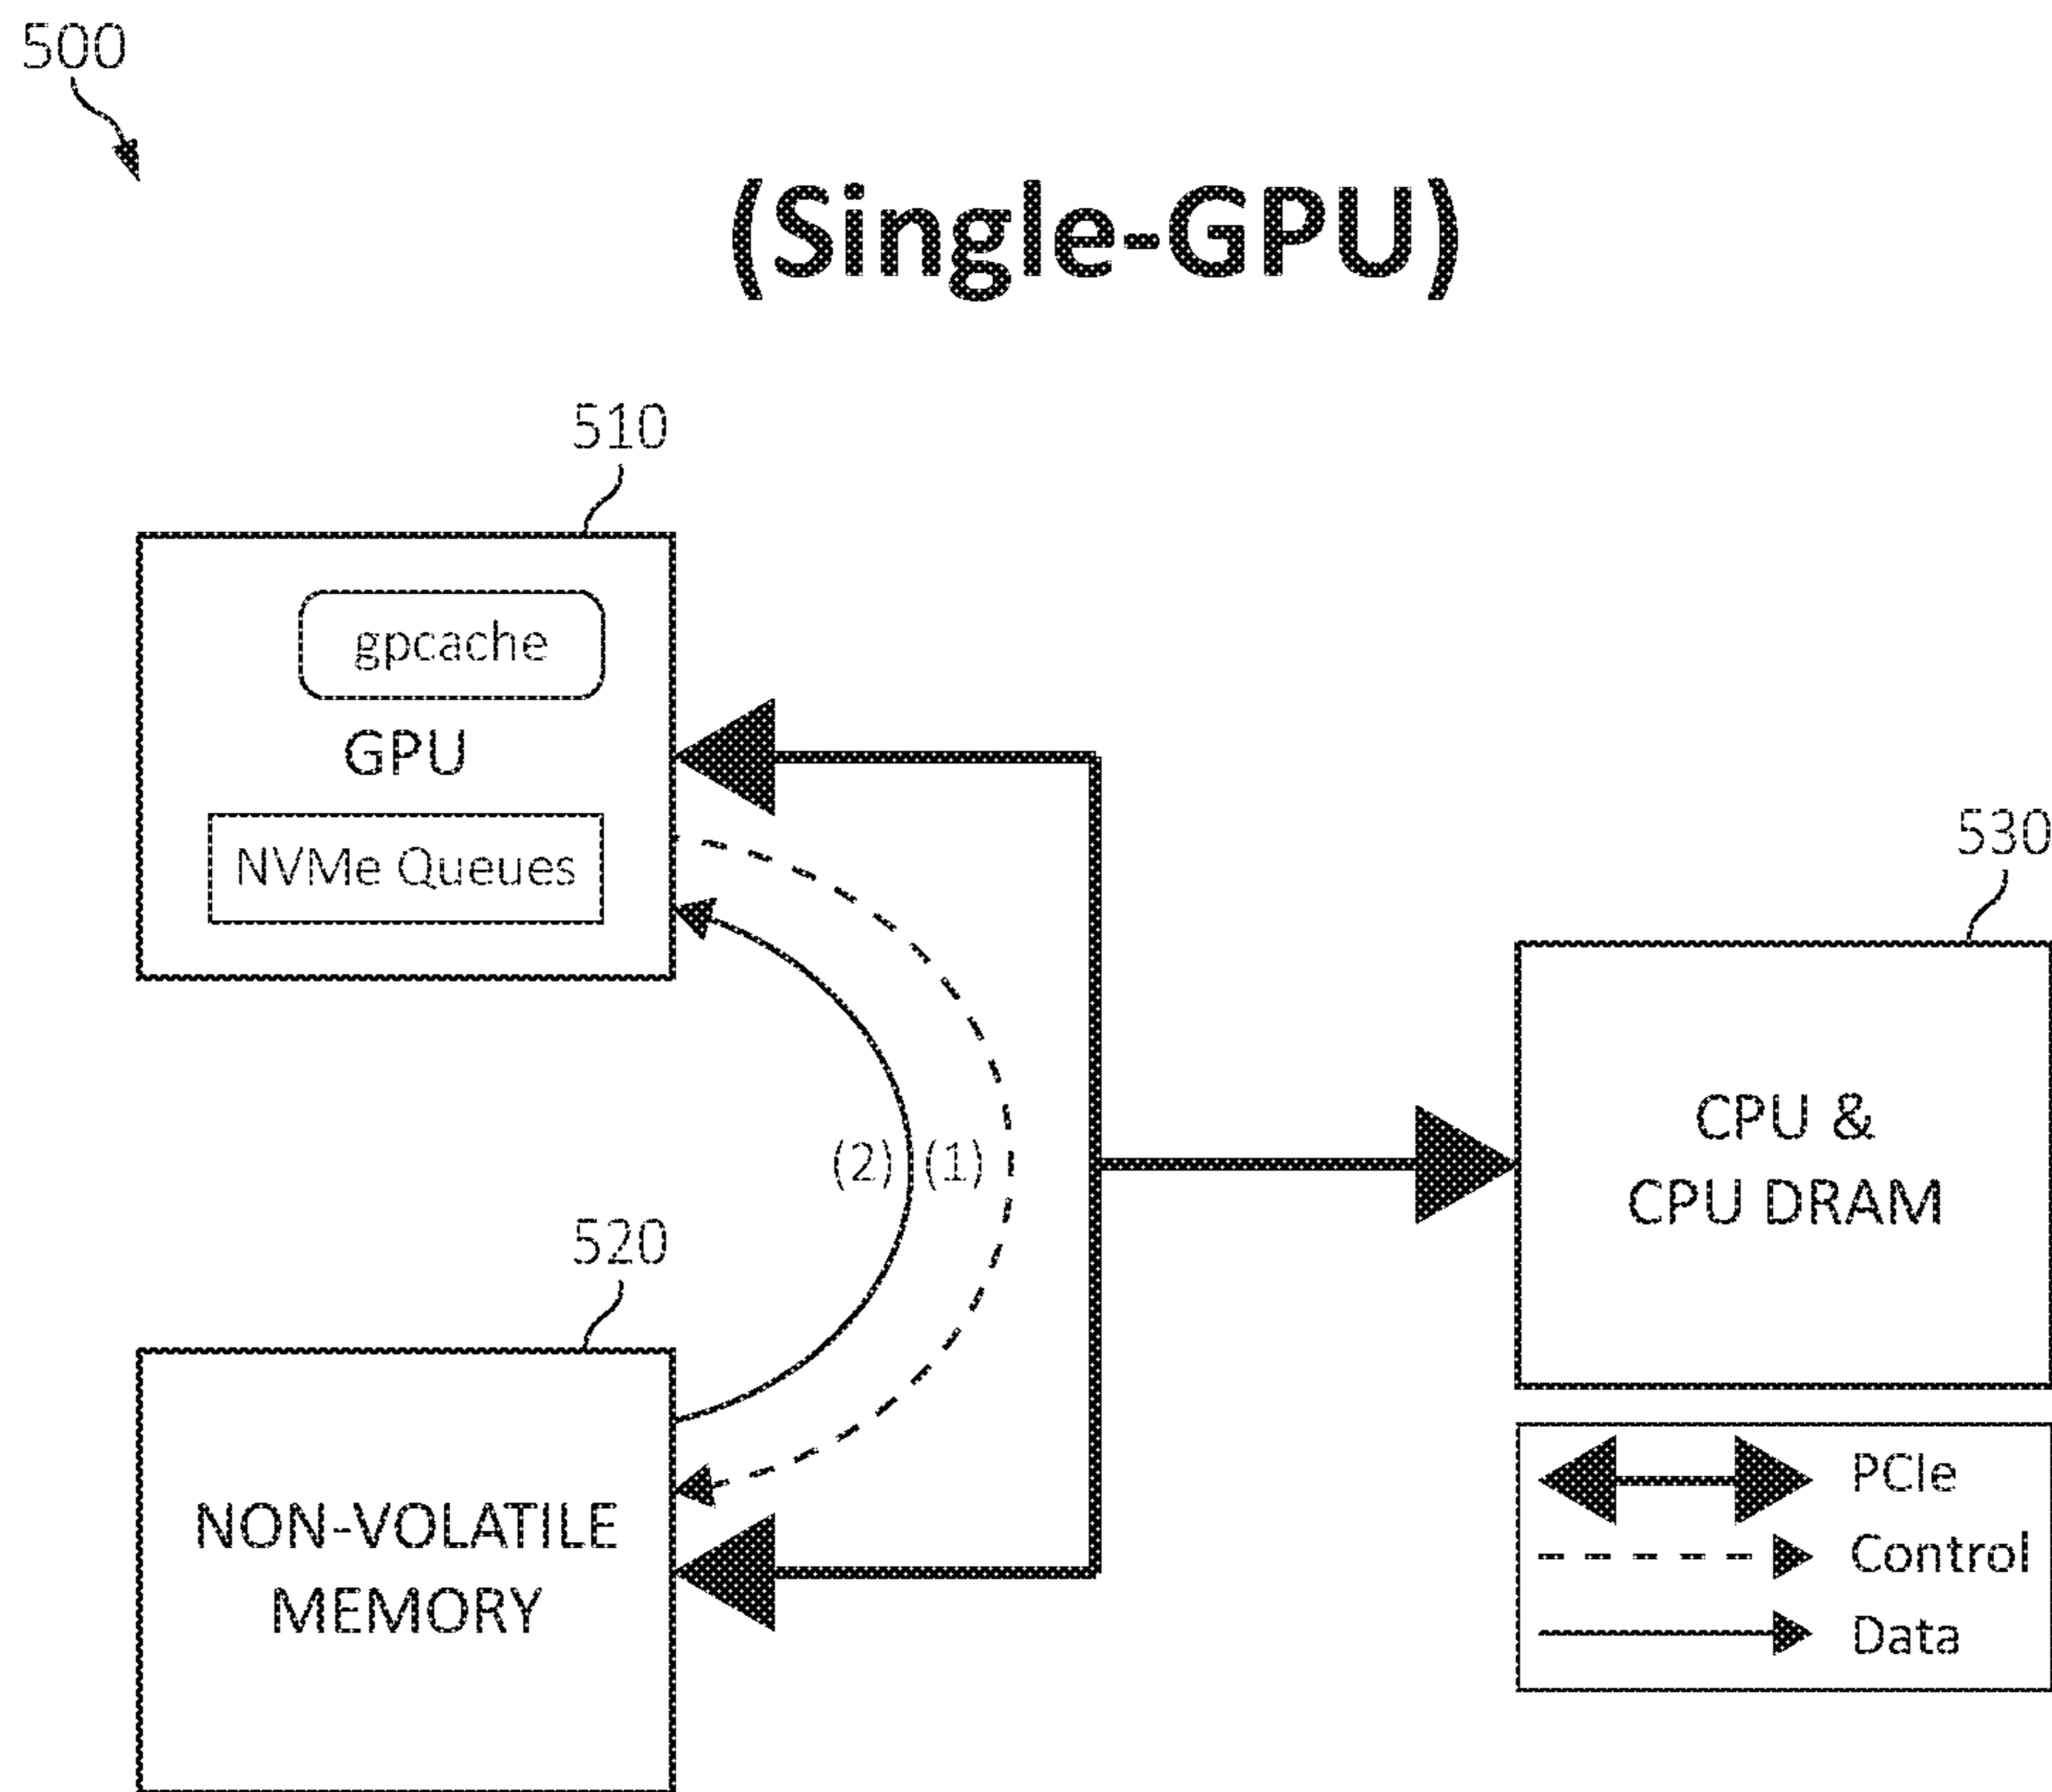 500
(Single-GPU)
510
gpcache
GPU
NVMe Queues
530
CPU &
CPU DRAM
(2) (1)
520
NON-VOLATILE
MEMORY
PCIe
Control
Data